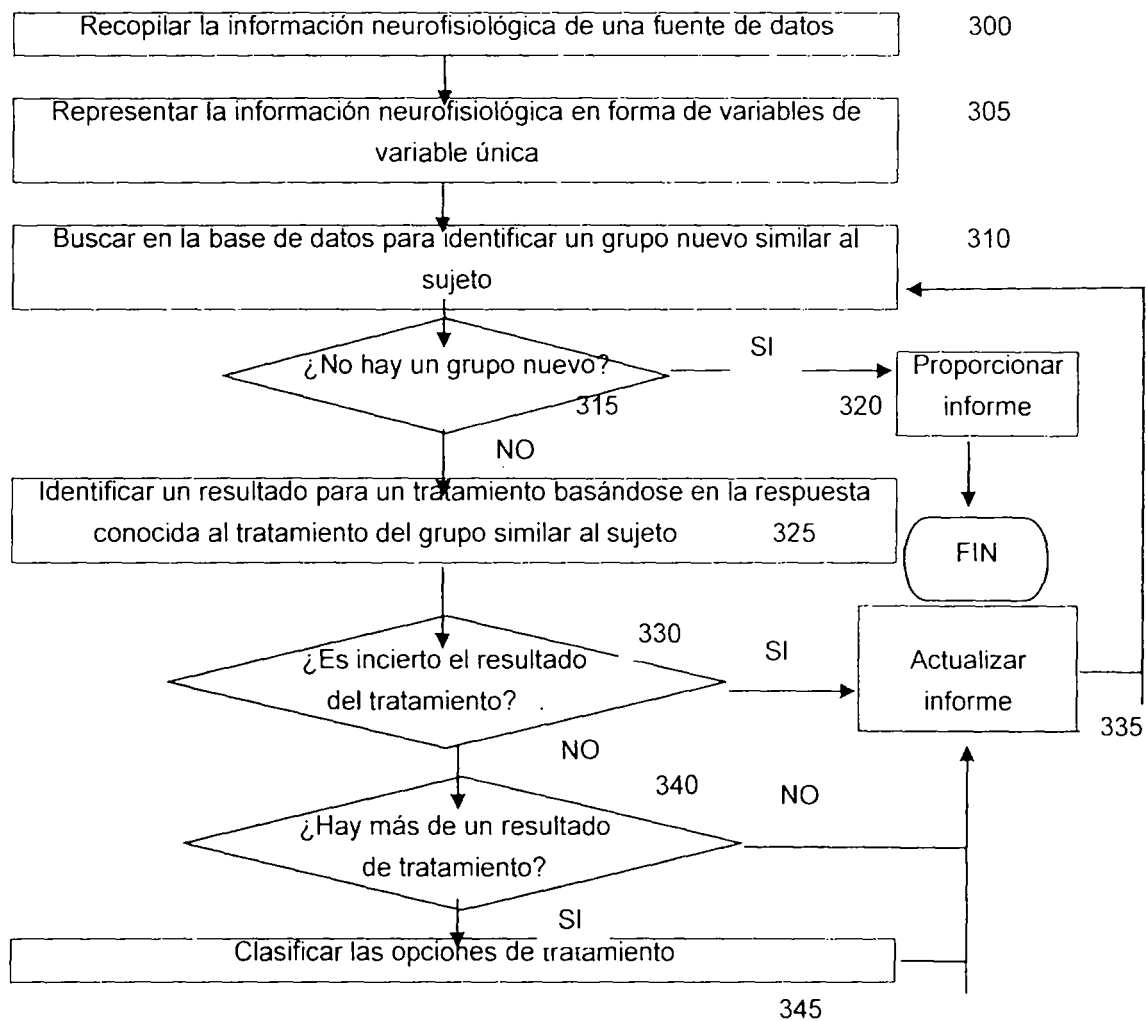 Recopilar la información neurofisiológica de una fuente de datos
300
Representar la información neurofisiológica en forma de variables de
variable única
305
Buscar en la base de datos para identificar un grupo nuevo similar al
sujeto
310
¿No hay un grupo nuevo?
315
SI
320
Proporcionar
informe
NO
FIN
Identificar un resultado para un tratamiento basándose en la respuesta
conocida al tratamiento del grupo similar al sujeto
325
¿Es incierto el resultado
del tratamiento?
330
SI
Actualizar
informe
335
NO
¿Hay más de un resultado
de tratamiento?
340
NO
SI
Clasificar las opciones de tratamiento
345